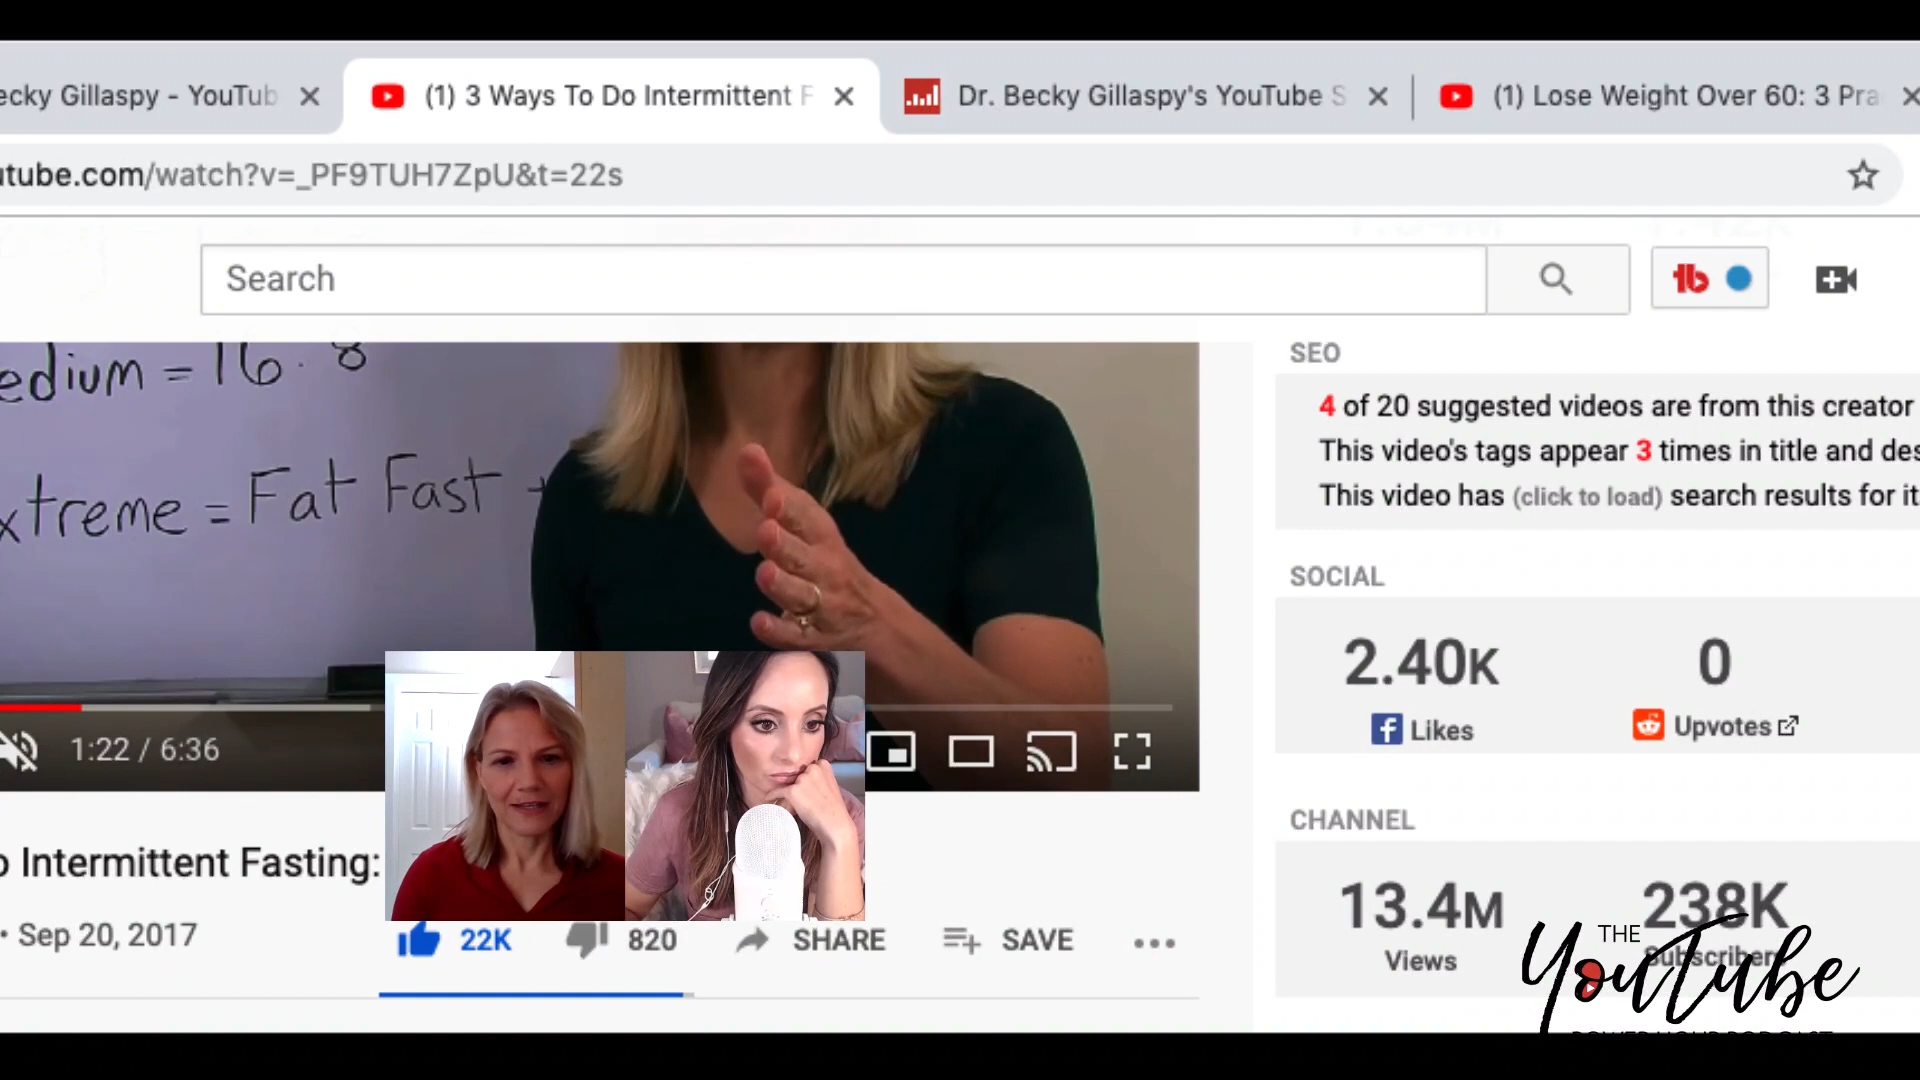 ecky Gillaspy - YouTub
(1) 3 Ways To Do Intermittent F
Dr. Becky Gillaspy's YouTube S
(1) Lose Weight Over 60: 3 Pra
utube.com/watch?v=_PF9TUH7ZpU&t=22s
Search
edium = 16:8
xtreme = Fat Fast +
1:22 / 6:36
o Intermittent Fasting:
• Sep 20, 2017
22K
820
SHARE
SAVE
SEO
4 of 20 suggested videos are from this creator
This video's tags appear 3 times in title and des
This video has (click to load) search results for it
SOCIAL
2.40K
0
Likes
Upvotes
CHANNEL
13.4M
238K
Views
Subscribers
THE
YouTube
POWER HOUR PODCAST